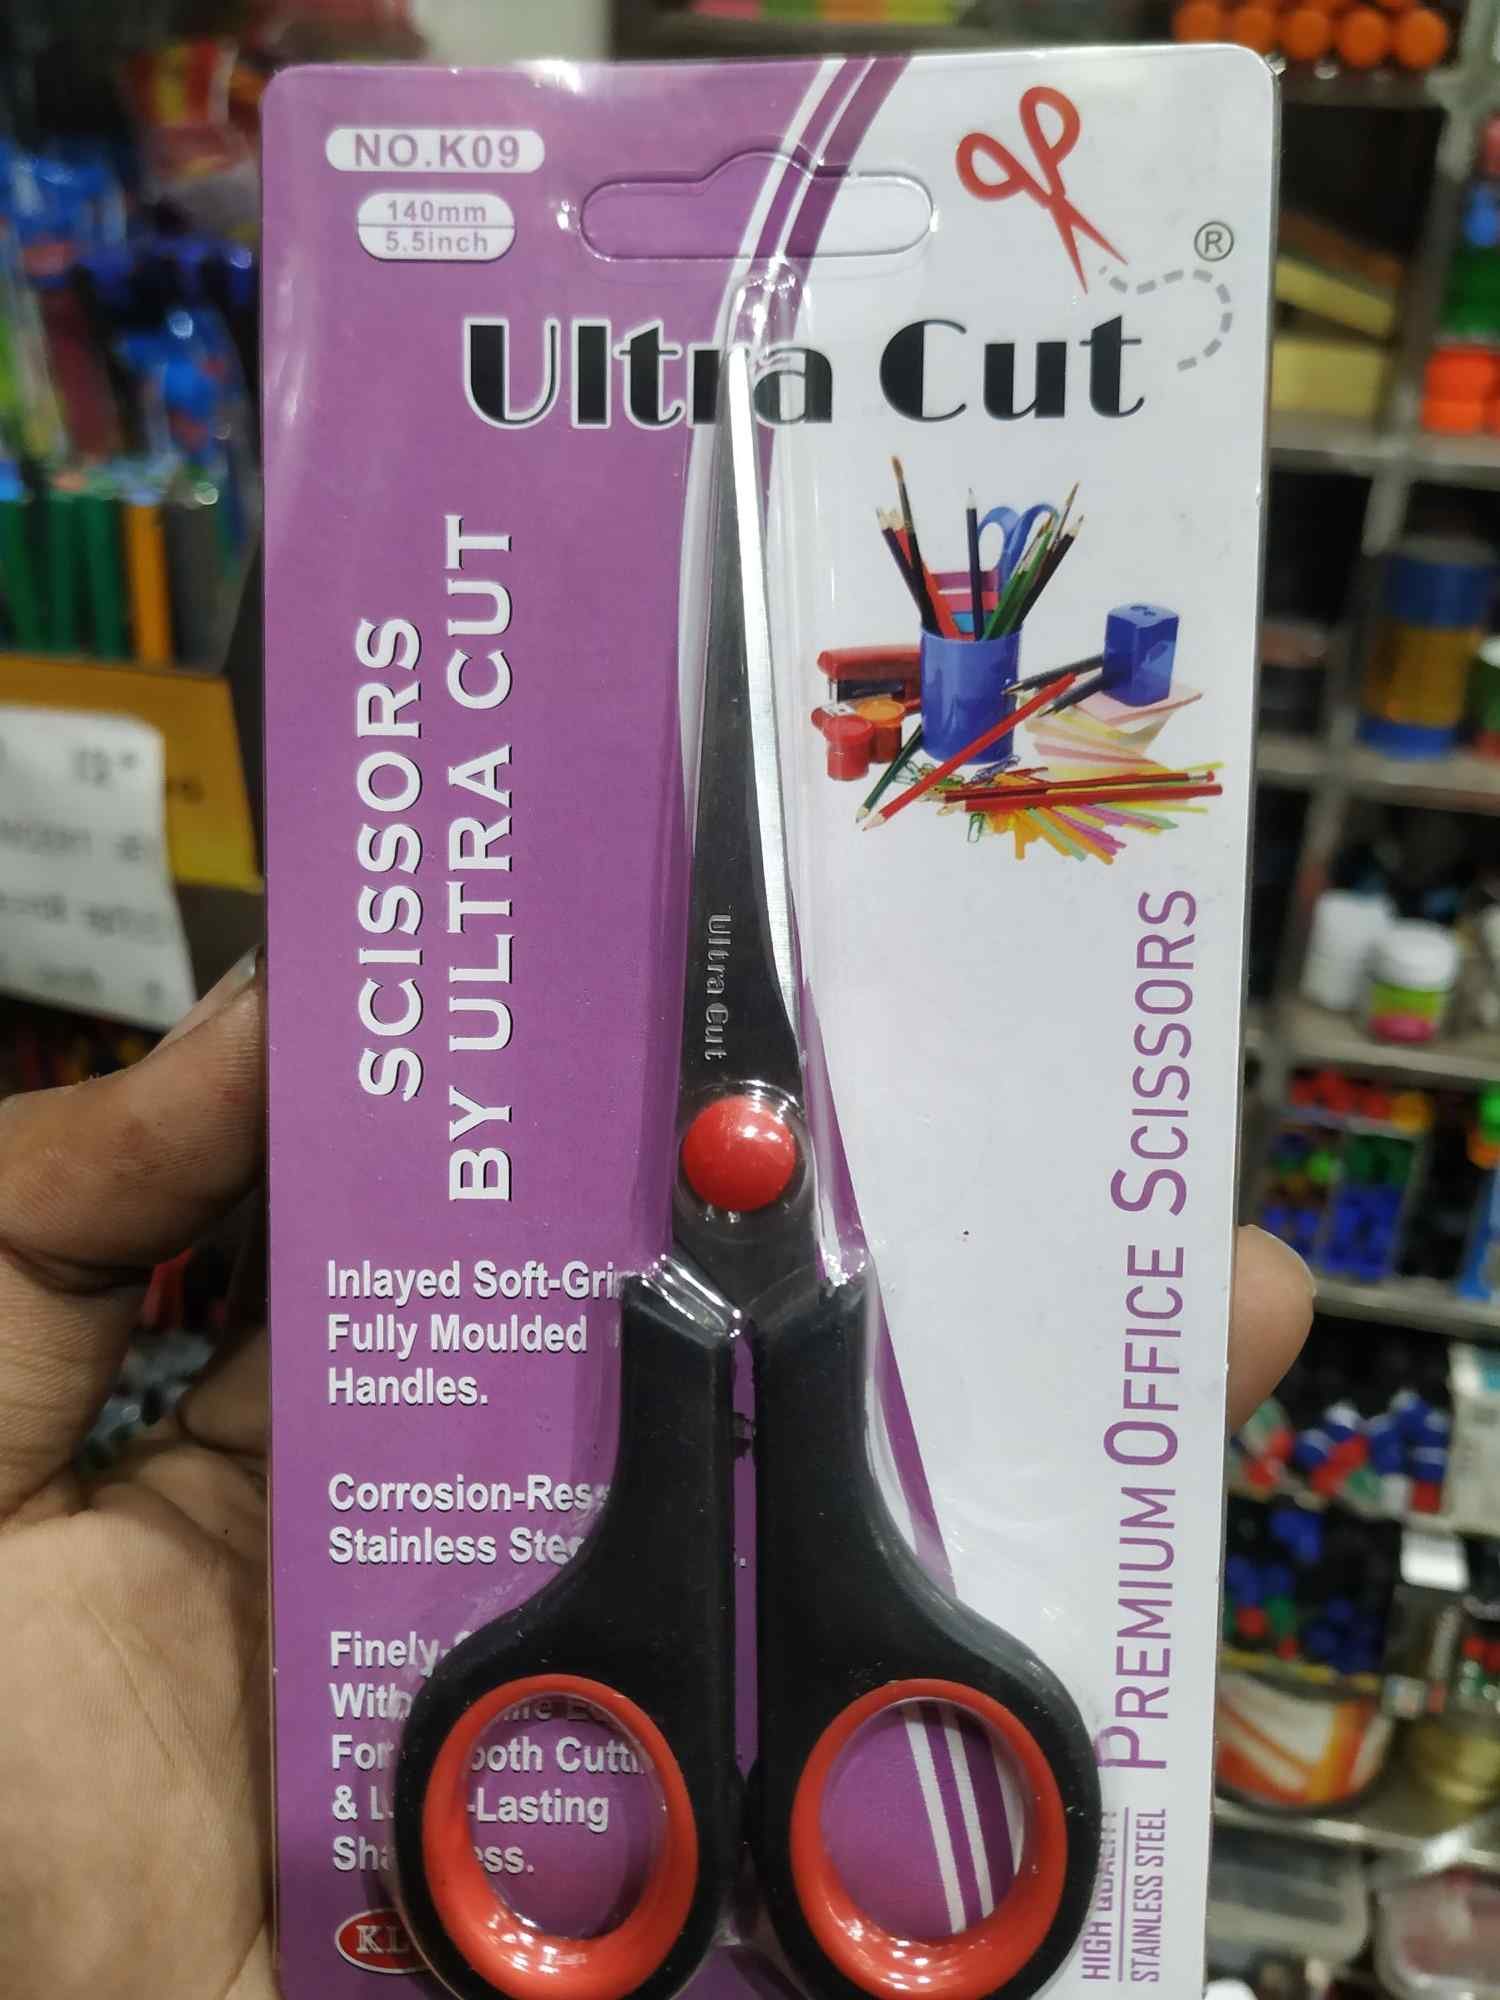 NO.K09
140mm
5.5inch
®
Ultra Cut
SCISSORS
BY ULTRA CUT
Ultra Cut
Inlayed Soft-Gri
Fully Moulded
Handles.
Corrosion-Res
Stainless Ste
Finely-
With
For ooth Cutti
& L -Lasting
Sha ess.
KL
PREMIUM OFFICE SCISSORS
HIGH QUALITY
STAINLESS STEEL
12"